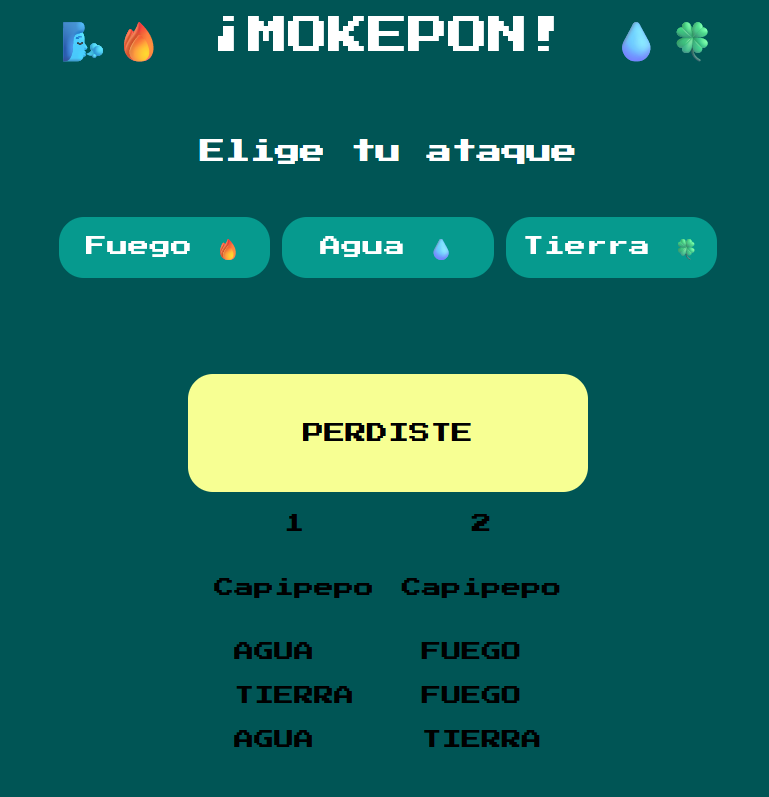 ¡MOKEPON!
Elige tu ataque
Fuego Agua Tierra
PERDISTE
1 2
Capipepo Capipepo
AGUA FUEGO
TIERRA FUEGO
AGUA TIERRA